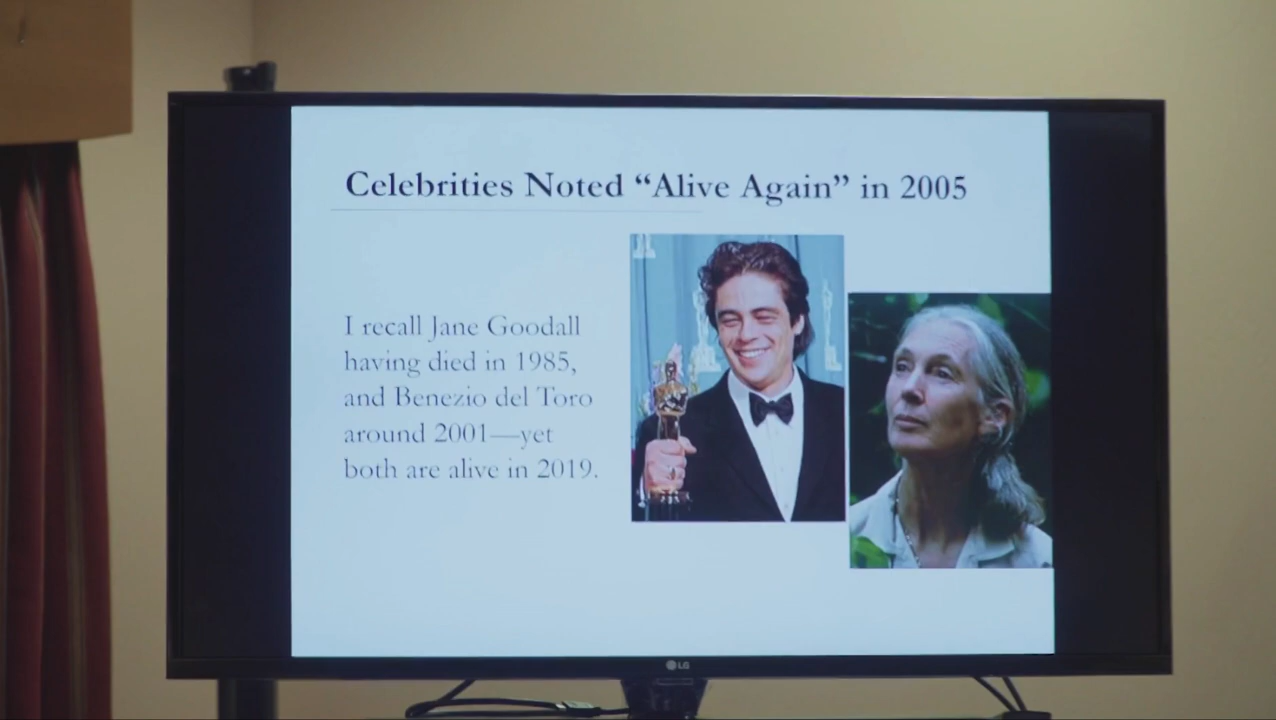 Celebrities Noted “Alive Again” in 2005
I recall Jane Goodall
having died in 1985,
and Benezio del Toro
around 2001—yet
both are alive in 2019.
LG